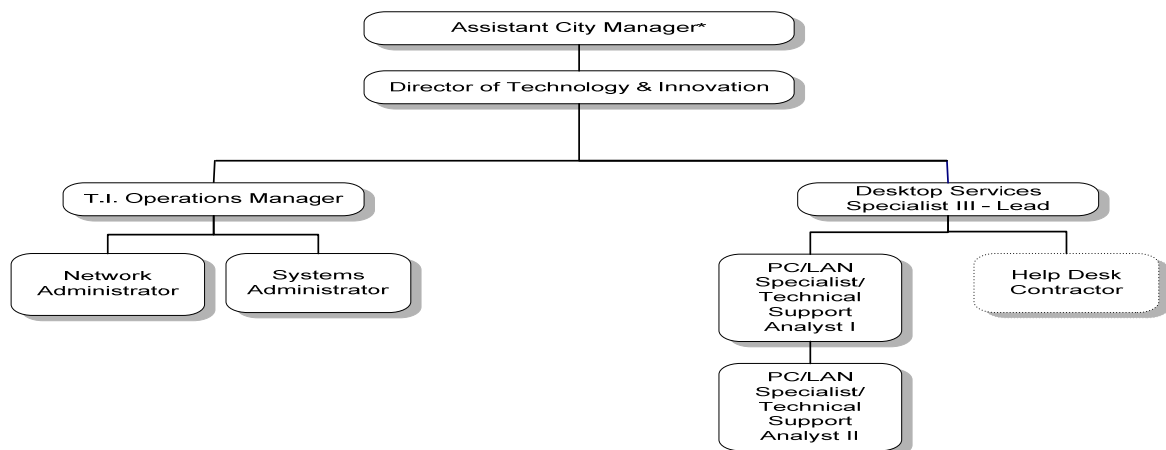 Assistant City Manager*
Director of Technology & Innovation
T.I. Operations Manager
Desktop Services
Specialist III - Lead
Network
Administrator
Systems
Administrator
PC/LAN
Specialist/
Technical
Support
Analyst I
Help Desk
Contractor
PC/LAN
Specialist/
Technical
Support
Analyst II